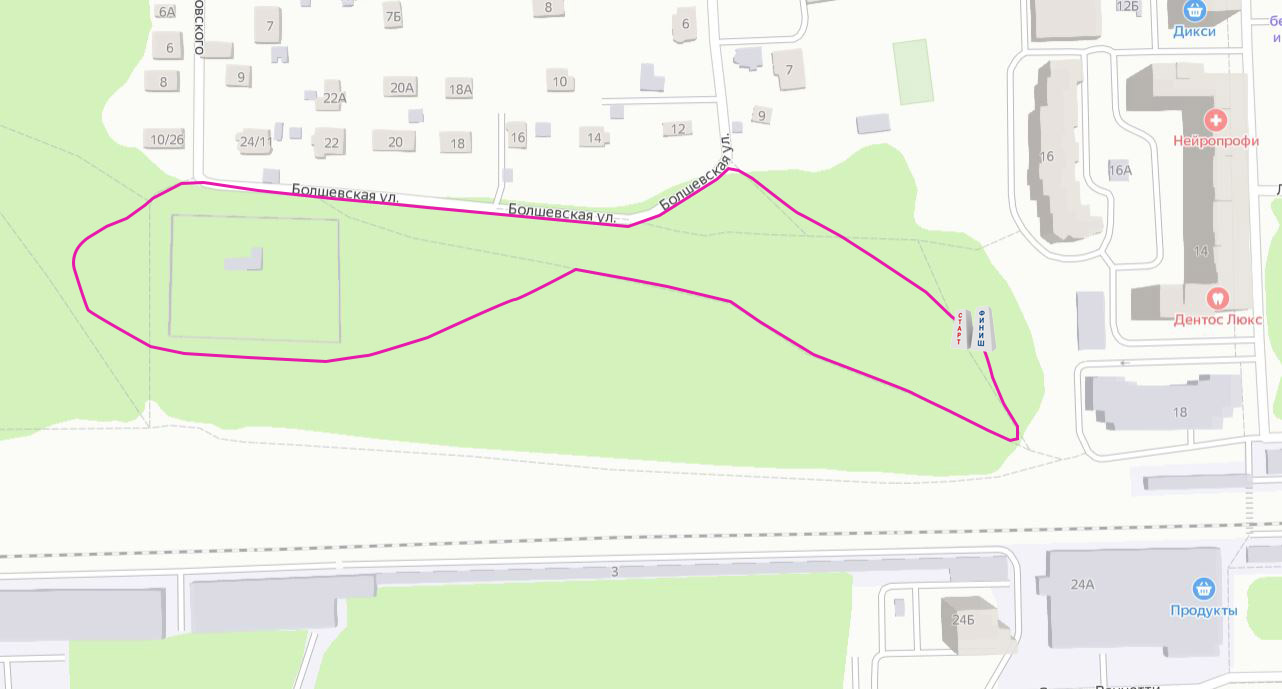 6А
7
7Б
8
6
12Б
Дикси
6
9
22А
20А
18А
10
7
8
10/26
24/11
22
20
18
16
14
12
9
16
16А
Нейропрофи
Болшевская ул.
Болшевская ул.
Болшевская ул.
14
СТАРТ
ФИНИШ
Дентос Люкс
18
3
24А
Продукты
24Б